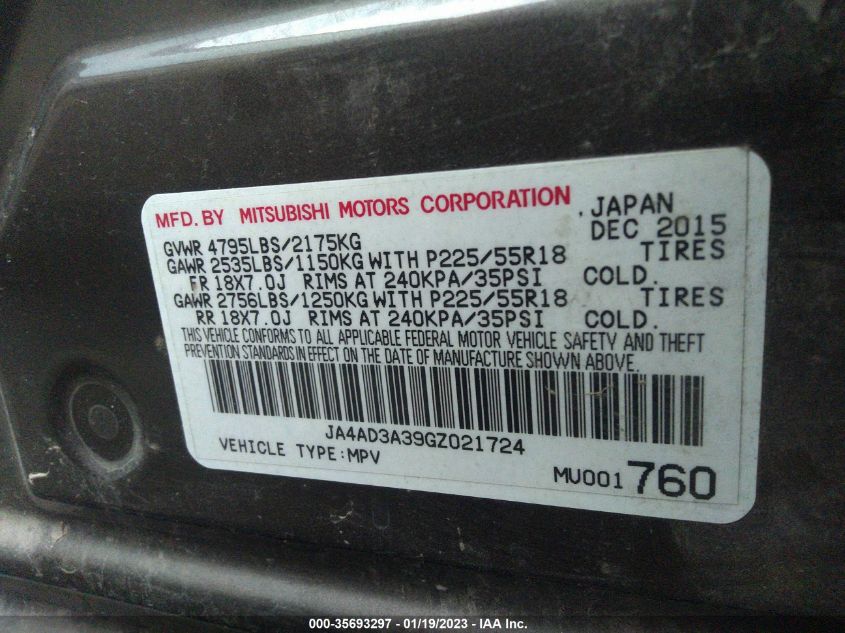 MFD. BY MITSUBISHI MOTORS CORPORATION , JAPAN
GVWR 4795LBS/2175KG DEC 2015
GAWR 2535LBS/1150KG WITH P225/55R18 TIRES
FR 18X7.0J RIMS AT 240KPA/35PSI COLD.
GAWR 2756LBS/1250KG WITH P225/55R18 TIRES
RR 18X7.0J RIMS AT 240KPA/35PSI COLD.
THIS VEHICLE CONFORMS TO ALL APPLICABLE FEDERAL MOTOR VEHICLE SAFETY AND THEFT
PREVENTION STANDARDS IN EFFECT ON THE DATE OF MANUFACTURE SHOWN ABOVE.
JA4AD3A39GZ021724
VEHICLE TYPE:MPV
MU001 760
000-35693297 - 01/19/2023 - IAA Inc.